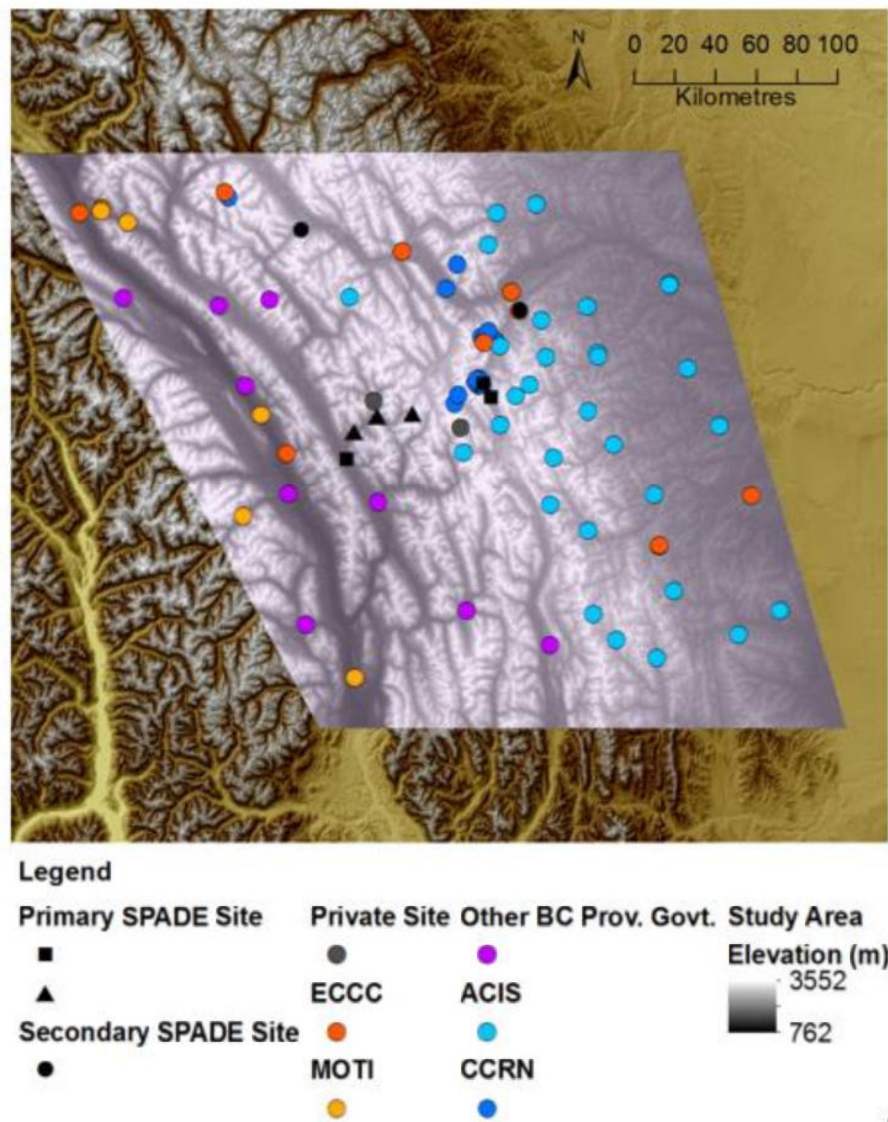 N
0 20 40 60 80 100
Kilometres
Legend
Primary SPADE Site
Secondary SPADE Site
Private Site
ECCC
MOTI
Other BC Prov. Govt.
ACIS
CCRN
Study Area
Elevation (m)
3552
762